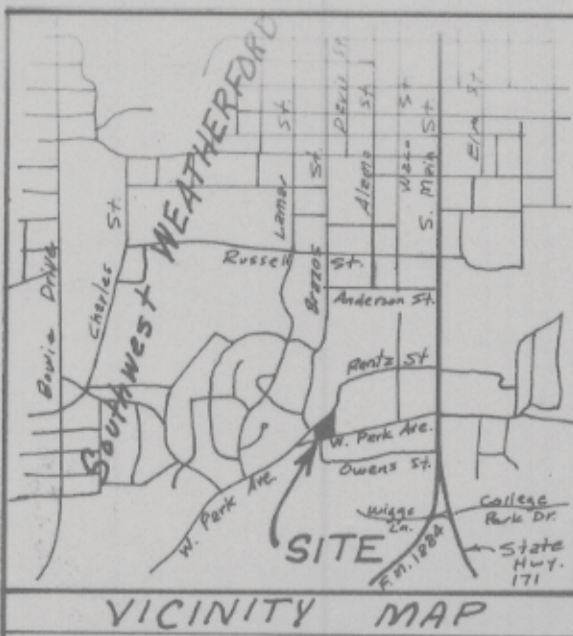 Southwest WEATHERFORD
Bowie Drive
Charles St.
Lamar St.
Brazos St.
St.
Alamo St.
Waco St.
S. Main St.
Elm St.
Russell St.
Anderson St.
Rentz St
W. Park Ave.
Owens St.
W. Park Ave.
SITE
Wiggs Ln.
College Park Dr.
F.M. 1884
State Hwy. 171
VICINITY MAP